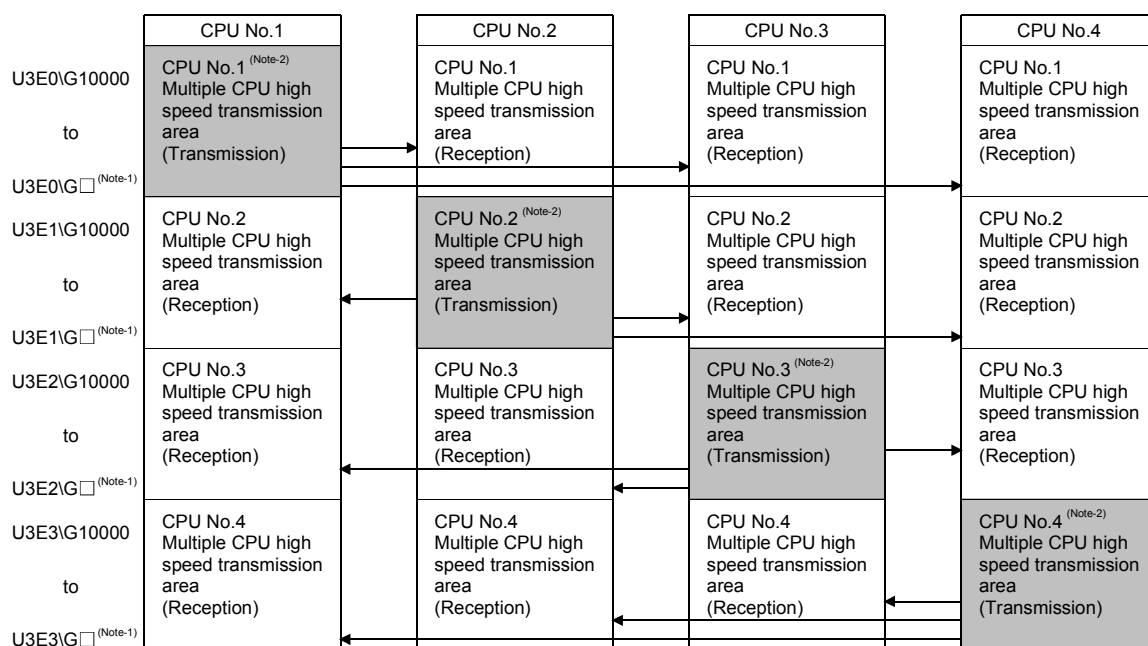 CPU No.1 CPU No.2 CPU No.3 CPU No.4
U3E0\G10000
to
U3E0\G□ (Note-1)
CPU No.1 (Note-2)
Multiple CPU high
speed transmission
area
(Transmission)
CPU No.1
Multiple CPU high
speed transmission
area
(Reception)
CPU No.1
Multiple CPU high
speed transmission
area
(Reception)
CPU No.1
Multiple CPU high
speed transmission
area
(Reception)
U3E1\G10000
to
U3E1\G□ (Note-1)
CPU No.2
Multiple CPU high
speed transmission
area
(Reception)
CPU No.2 (Note-2)
Multiple CPU high
speed transmission
area
(Transmission)
CPU No.2
Multiple CPU high
speed transmission
area
(Reception)
CPU No.2
Multiple CPU high
speed transmission
area
(Reception)
U3E2\G10000
to
U3E2\G□ (Note-1)
CPU No.3
Multiple CPU high
speed transmission
area
(Reception)
CPU No.3
Multiple CPU high
speed transmission
area
(Reception)
CPU No.3 (Note-2)
Multiple CPU high
speed transmission
area
(Transmission)
CPU No.3
Multiple CPU high
speed transmission
area
(Reception)
U3E3\G10000
to
U3E3\G□ (Note-1)
CPU No.4
Multiple CPU high
speed transmission
area
(Reception)
CPU No.4
Multiple CPU high
speed transmission
area
(Reception)
CPU No.4
Multiple CPU high
speed transmission
area
(Reception)
CPU No.4 (Note-2)
Multiple CPU high
speed transmission
area
(Transmission)